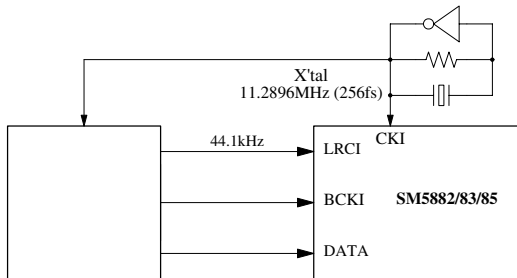 X'tal
11.2896MHz (256fs)
44.1kHz
CKI
LRCI
BCKI
SM5882/83/85
DATA